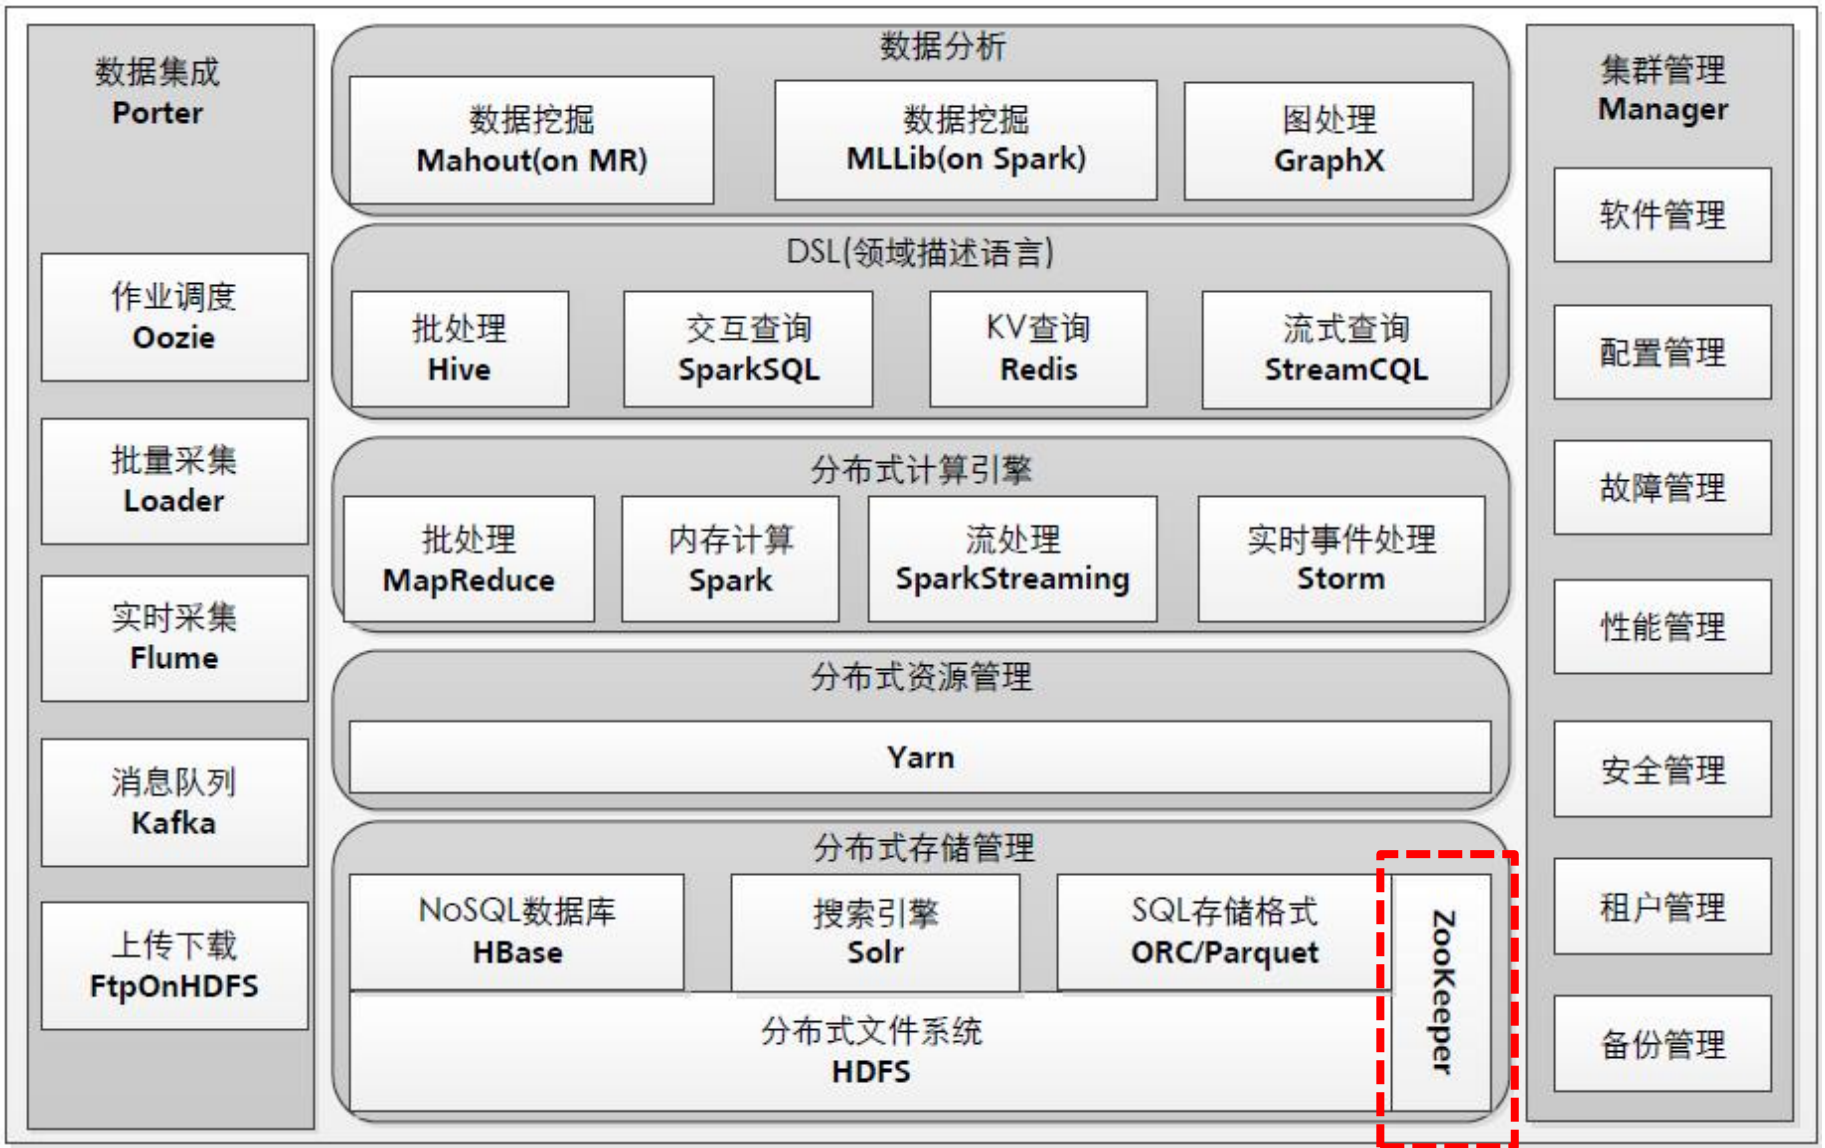 数据集成
Porter
作业调度
Oozie
批量采集
Loader
实时采集
Flume
消息队列
Kafka
上传下载
FtpOnHDFS
数据分析
数据挖掘
Mahout(on MR)
数据挖掘
MLLib(on Spark)
图处理
GraphX
DSL(领域描述语言)
批处理
Hive
交互查询
SparkSQL
KV查询
Redis
流式查询
StreamCQL
分布式计算引擎
批处理
MapReduce
内存计算
Spark
流处理
SparkStreaming
实时事件处理
Storm
分布式资源管理
Yarn
分布式存储管理
NoSQL数据库
HBase
搜索引擎
Solr
SQL存储格式
ORC/Parquet
分布式文件系统
HDFS
ZooKeeper
集群管理
Manager
软件管理
配置管理
故障管理
性能管理
安全管理
租户管理
备份管理